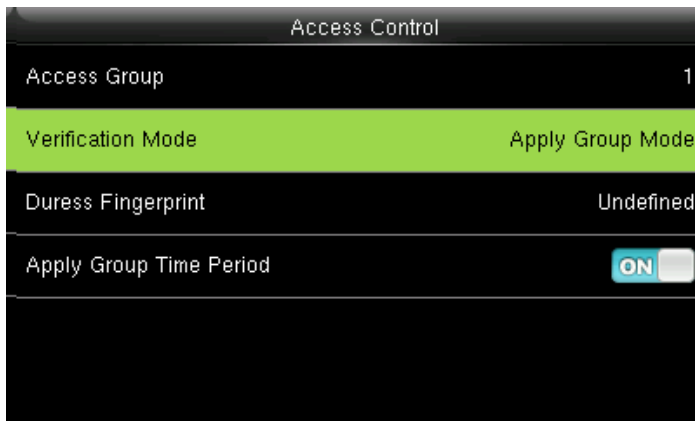 Access Control
Access Group 1
Verification Mode Apply Group Mode
Duress Fingerprint Undefined
Apply Group Time Period ON